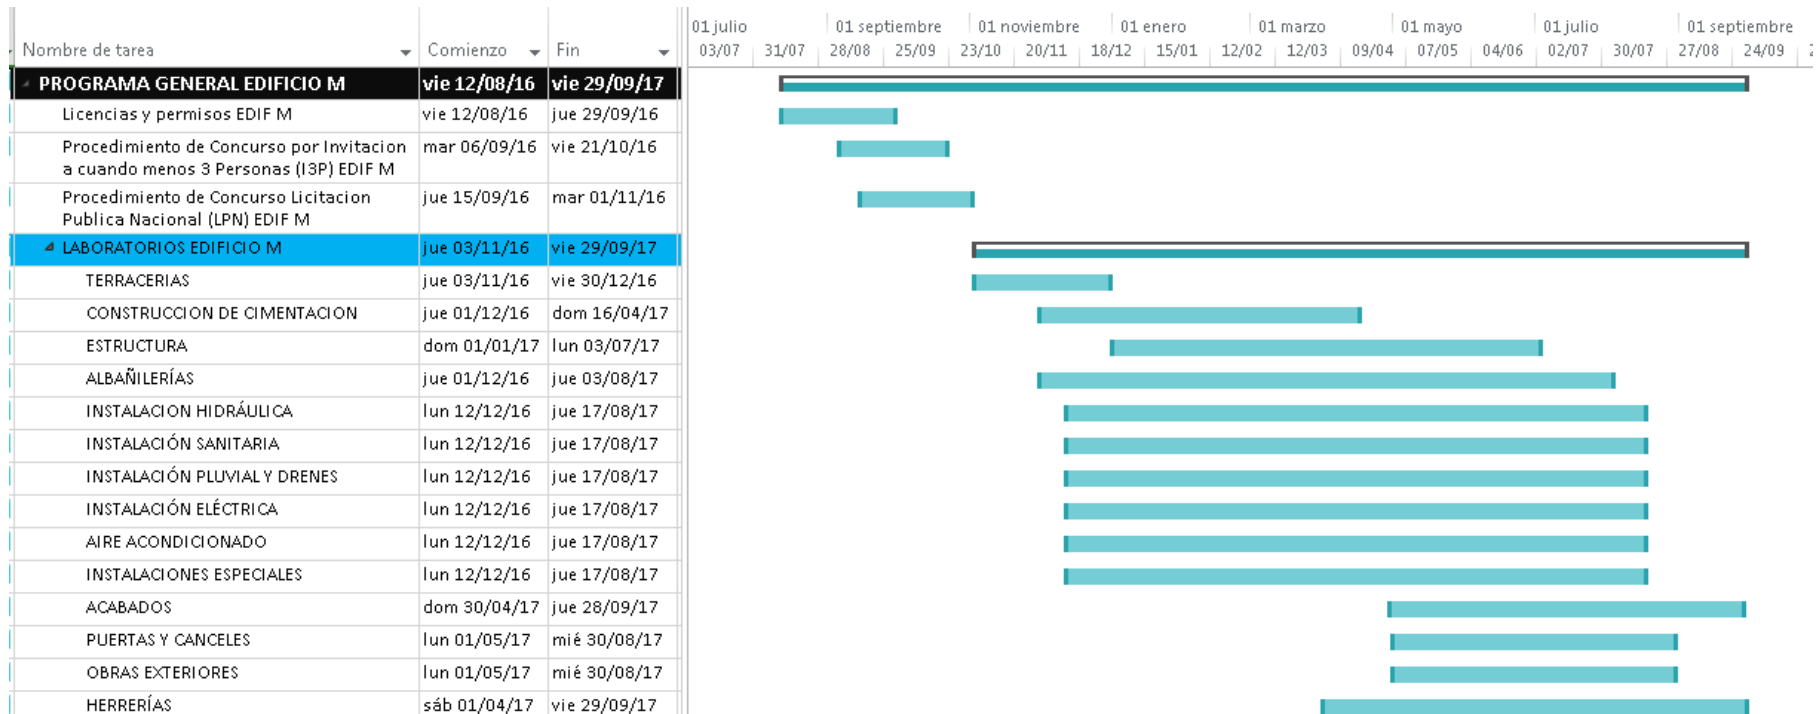 01 julio 01 septiembre 01 noviembre 01 enero 01 marzo 01 mayo 01 julio 01 septiembre
Nombre de tarea Comienzo Fin 03/07 31/07 28/08 25/09 23/10 20/11 18/12 15/01 12/02 12/03 09/04 07/05 04/06 02/07 30/07 27/08 24/09
PROGRAMA GENERAL EDIFICIO M vie 12/08/16 vie 29/09/17
Licencias y permisos EDIF M vie 12/08/16 jue 29/09/16
Procedimiento de Concurso por Invitacion mar 06/09/16 vie 21/10/16
a cuando menos 3 Personas (I3P) EDIF M
Procedimiento de Concurso Licitacion jue 15/09/16 mar 01/11/16
Publica Nacional (LPN) EDIF M
LABORATORIOS EDIFICIO M jue 03/11/16 vie 29/09/17
TERRACERIAS jue 03/11/16 vie 30/12/16
CONSTRUCCION DE CIMENTACION jue 01/12/16 dom 16/04/17
ESTRUCTURA dom 01/01/17 lun 03/07/17
ALBAÑILERÍAS jue 01/12/16 jue 03/08/17
INSTALACION HIDRÁULICA lun 12/12/16 jue 17/08/17
INSTALACIÓN SANITARIA lun 12/12/16 jue 17/08/17
INSTALACIÓN PLUVIAL Y DRENES lun 12/12/16 jue 17/08/17
INSTALACIÓN ELÉCTRICA lun 12/12/16 jue 17/08/17
AIRE ACONDICIONADO lun 12/12/16 jue 17/08/17
INSTALACIONES ESPECIALES lun 12/12/16 jue 17/08/17
ACABADOS dom 30/04/17 jue 28/09/17
PUERTAS Y CANCELES lun 01/05/17 mié 30/08/17
OBRAS EXTERIORES lun 01/05/17 mié 30/08/17
HERRERÍAS sáb 01/04/17 vie 29/09/17